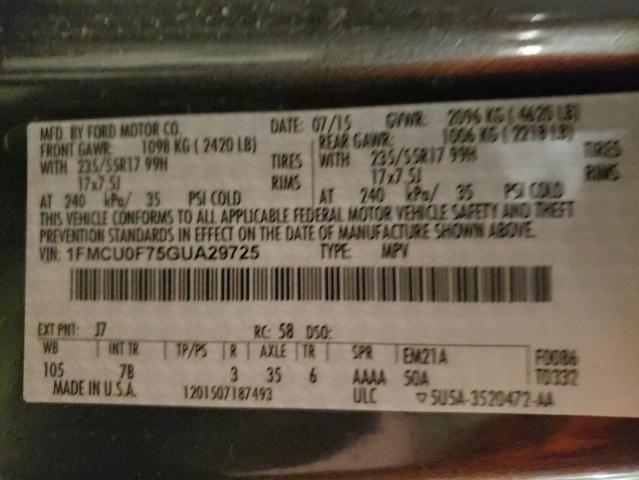 MFD. BY FORD MOTOR CO. DATE: 07/15 GVWR: 2096 KG ( 4620 LB)
FRONT GAWR: 1098 KG ( 2420 LB) REAR GAWR: 1006 KG ( 2218 LB)
WITH 235/55R17 99H TIRES WITH 235/55R17 99H TIRES
17x7.5J RIMS 17x7.5J RIMS
AT 240 kPa/ 35 PSI COLD AT 240 kPa/ 35 PSI COLD
THIS VEHICLE CONFORMS TO ALL APPLICABLE FEDERAL MOTOR VEHICLE SAFETY AND THEFT
PREVENTION STANDARDS IN EFFECT ON THE DATE OF MANUFACTURE SHOWN ABOVE.
VIN: 1FMCU0F75GUA29725 TYPE: MPV
EXT PNT: J7 RC: 58 DSO:
WB INT TR TP/PS R AXLE TR SPR EM21A F0086
105 7B 3 35 6 AAAA 50A T0332
MADE IN U.S.A. 1201507187493 ULC ▽5U5A-3520472-AA